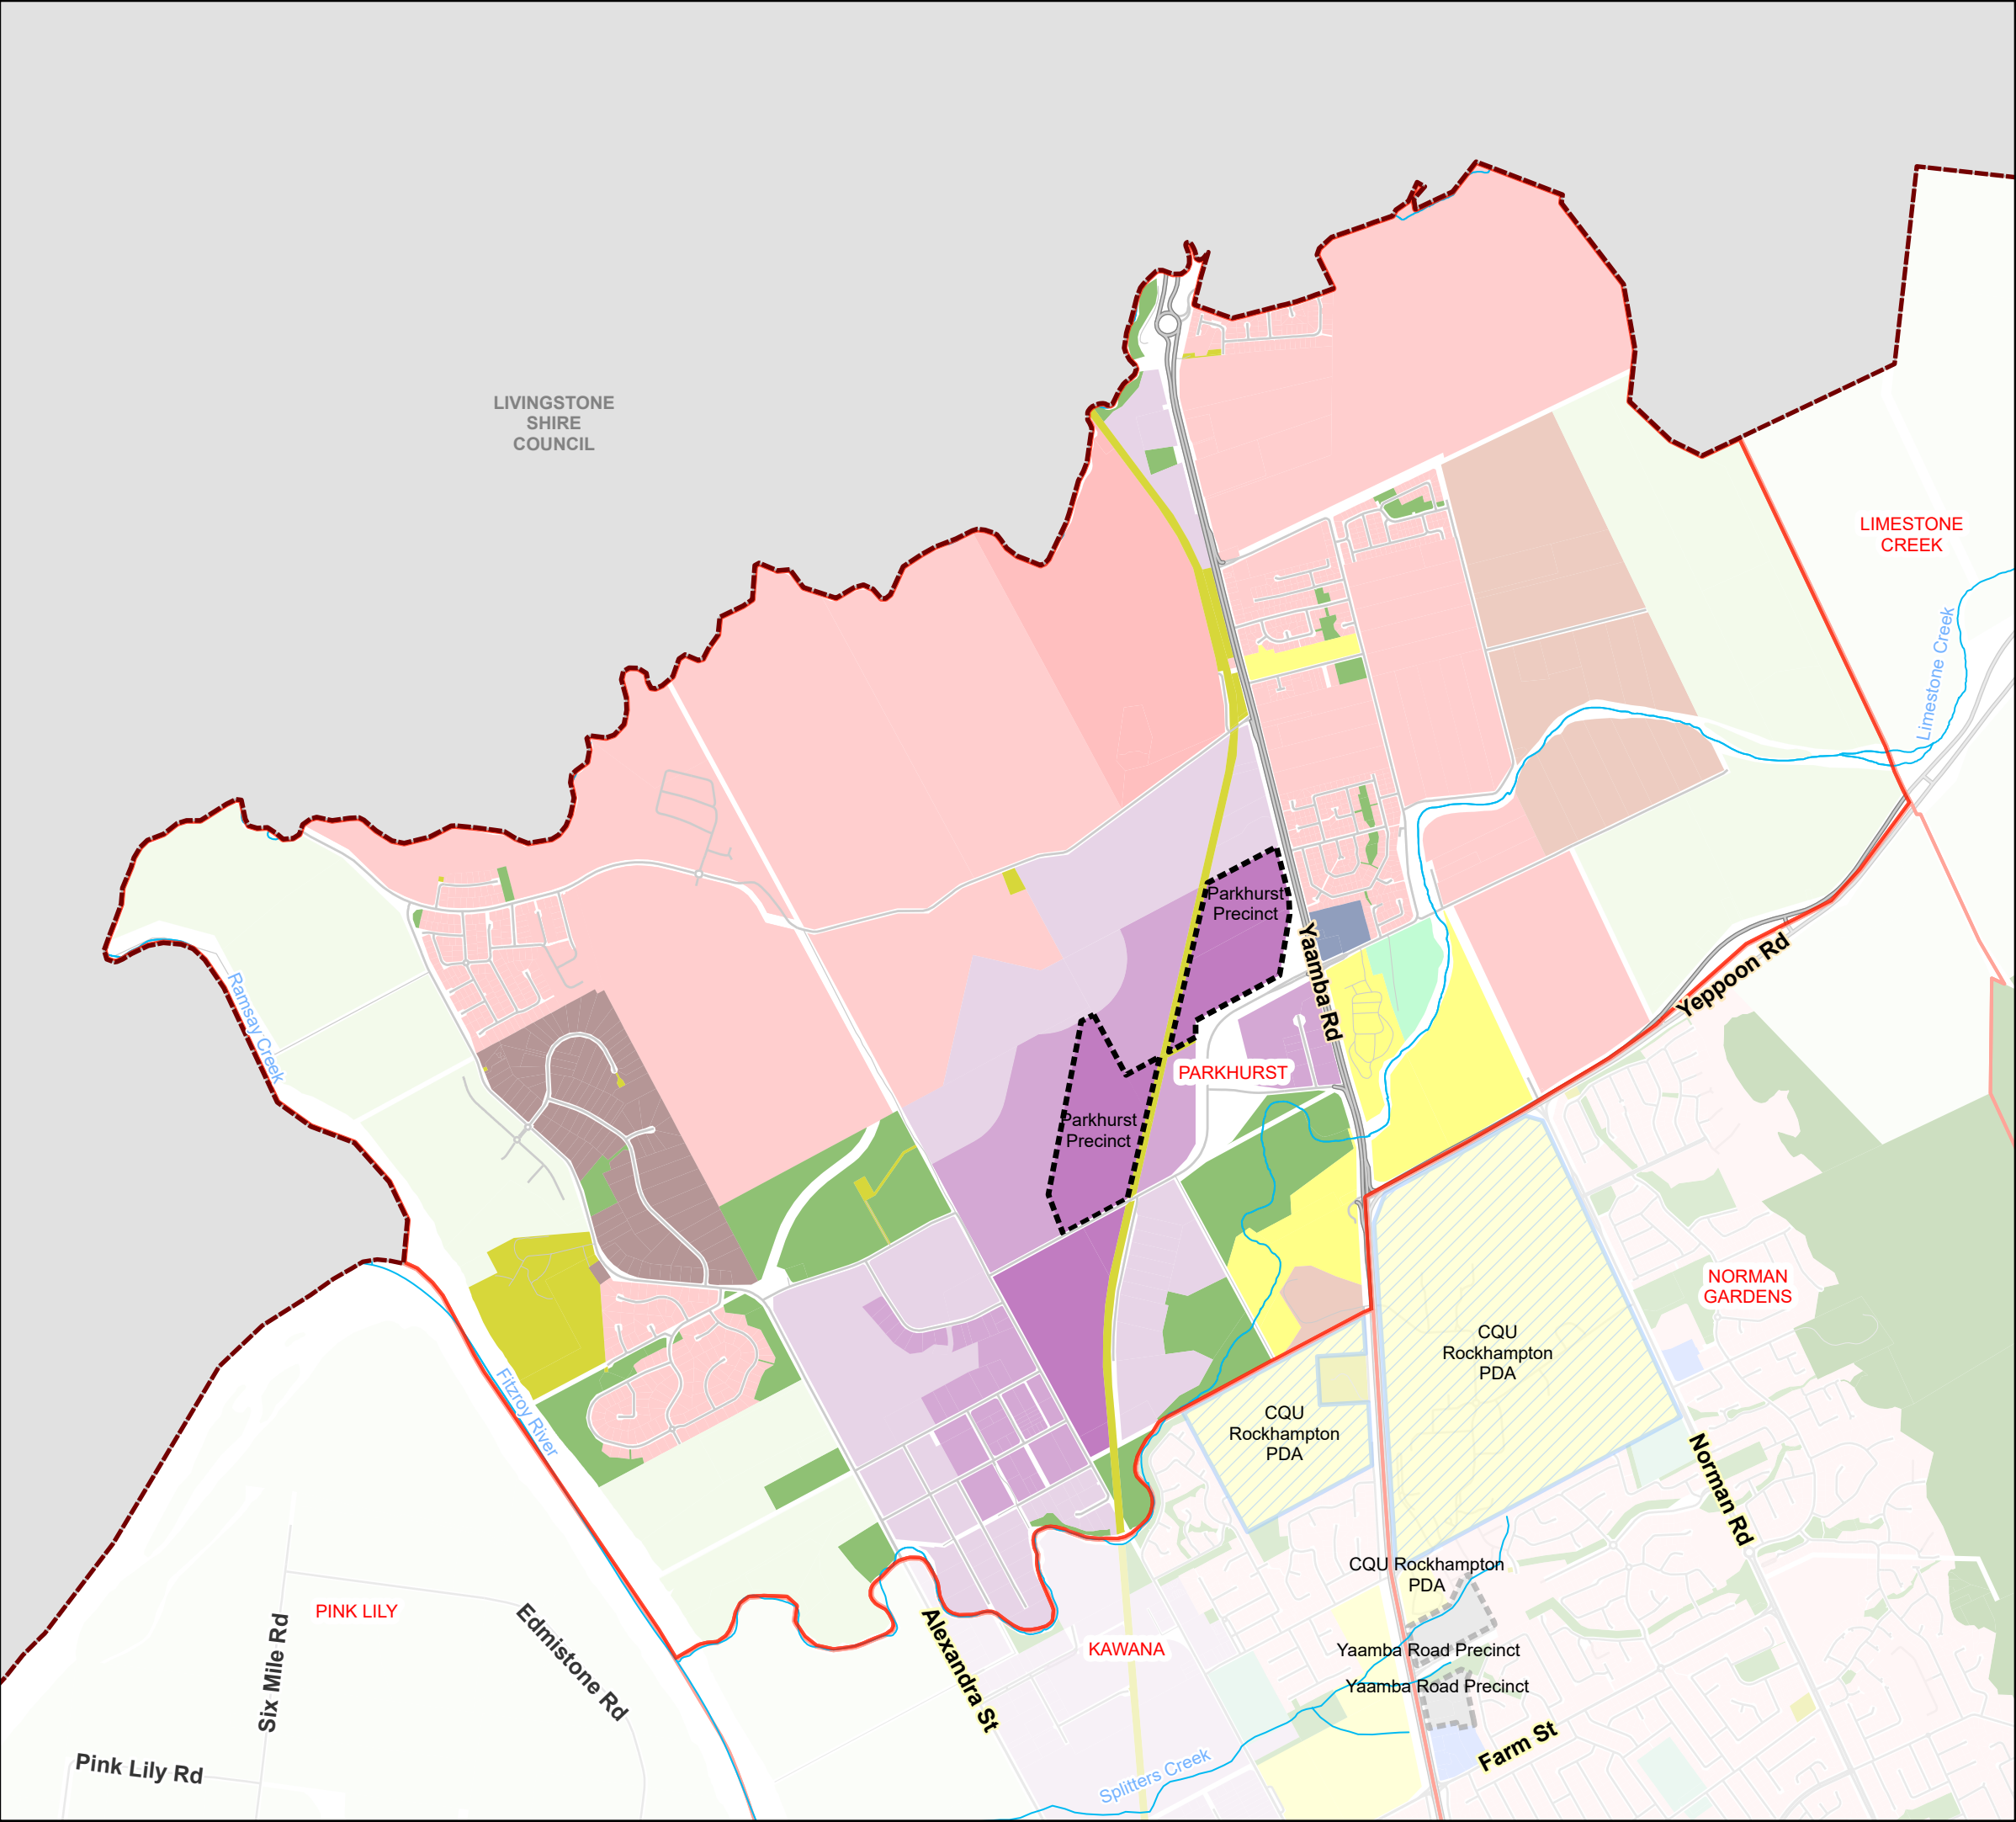 LIVINGSTONE
SHIRE
COUNCIL
LIMESTONE
CREEK
Limestone Creek
Parkhurst
Precinct
Yaamba Rd
Yeppoon Rd
Ramsay Creek
PARKHURST
Parkhurst
Precinct
NORMAN
GARDENS
CQU
Rockhampton
PDA
Fitzroy River
CQU
Rockhampton
PDA
Norman Rd
CQU Rockhampton
PDA
PINK LILY
Six Mile Rd
Edmistone Rd
Alexandra St
KAWANA
Yaamba Road Precinct
Yaamba Road Precinct
Farm St
Pink Lily Rd
Splitters Creek